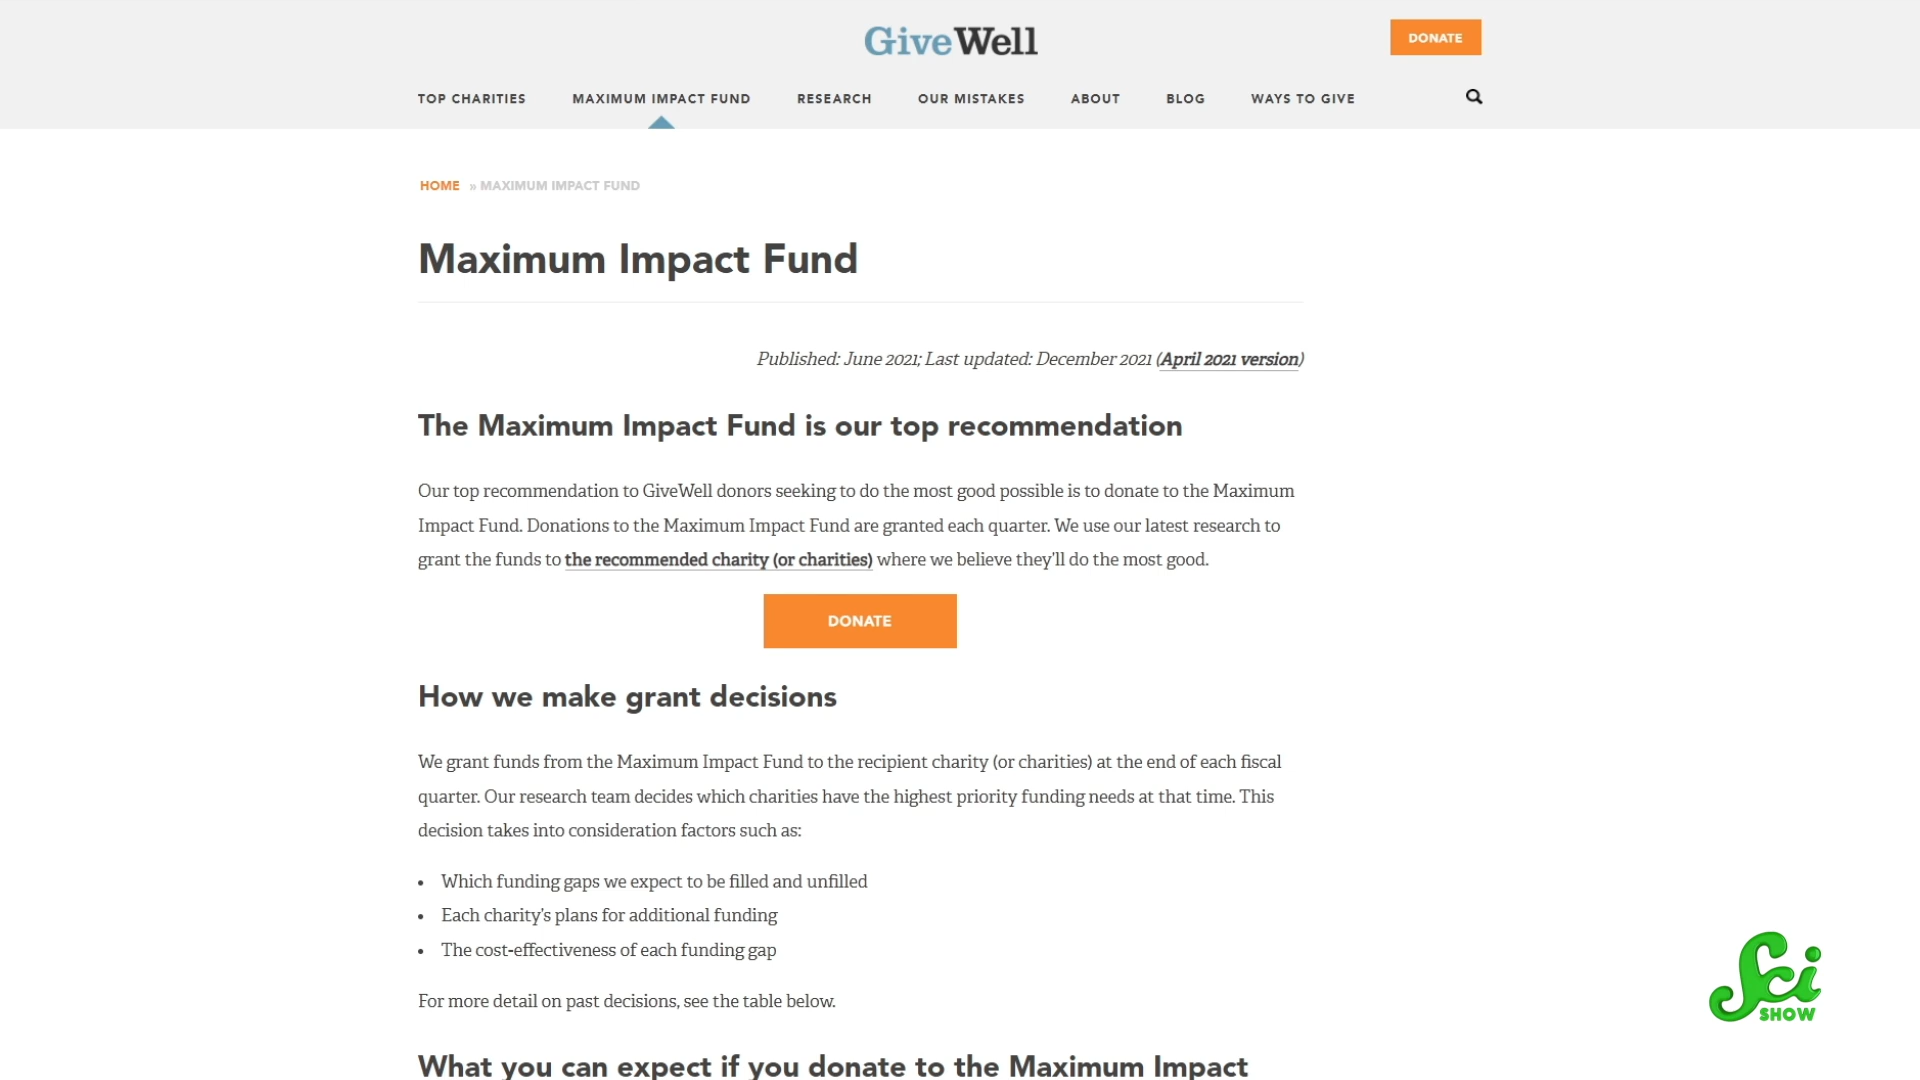 GiveWell
DONATE
TOP CHARITIES MAXIMUM IMPACT FUND RESEARCH OUR MISTAKES ABOUT BLOG WAYS TO GIVE
HOME » MAXIMUM IMPACT FUND
Maximum Impact Fund
Published: June 2021; Last updated: December 2021 (April 2021 version)
The Maximum Impact Fund is our top recommendation
Our top recommendation to GiveWell donors seeking to do the most good possible is to donate to the Maximum
Impact Fund. Donations to the Maximum Impact Fund are granted each quarter. We use our latest research to
grant the funds to the recommended charity (or charities) where we believe they'll do the most good.
DONATE
How we make grant decisions
We grant funds from the Maximum Impact Fund to the recipient charity (or charities) at the end of each fiscal
quarter. Our research team decides which charities have the highest priority funding needs at that time. This
decision takes into consideration factors such as:
• Which funding gaps we expect to be filled and unfilled
• Each charity's plans for additional funding
• The cost-effectiveness of each funding gap
For more detail on past decisions, see the table below.
What you can expect if you donate to the Maximum Impact
Sci
SHOW